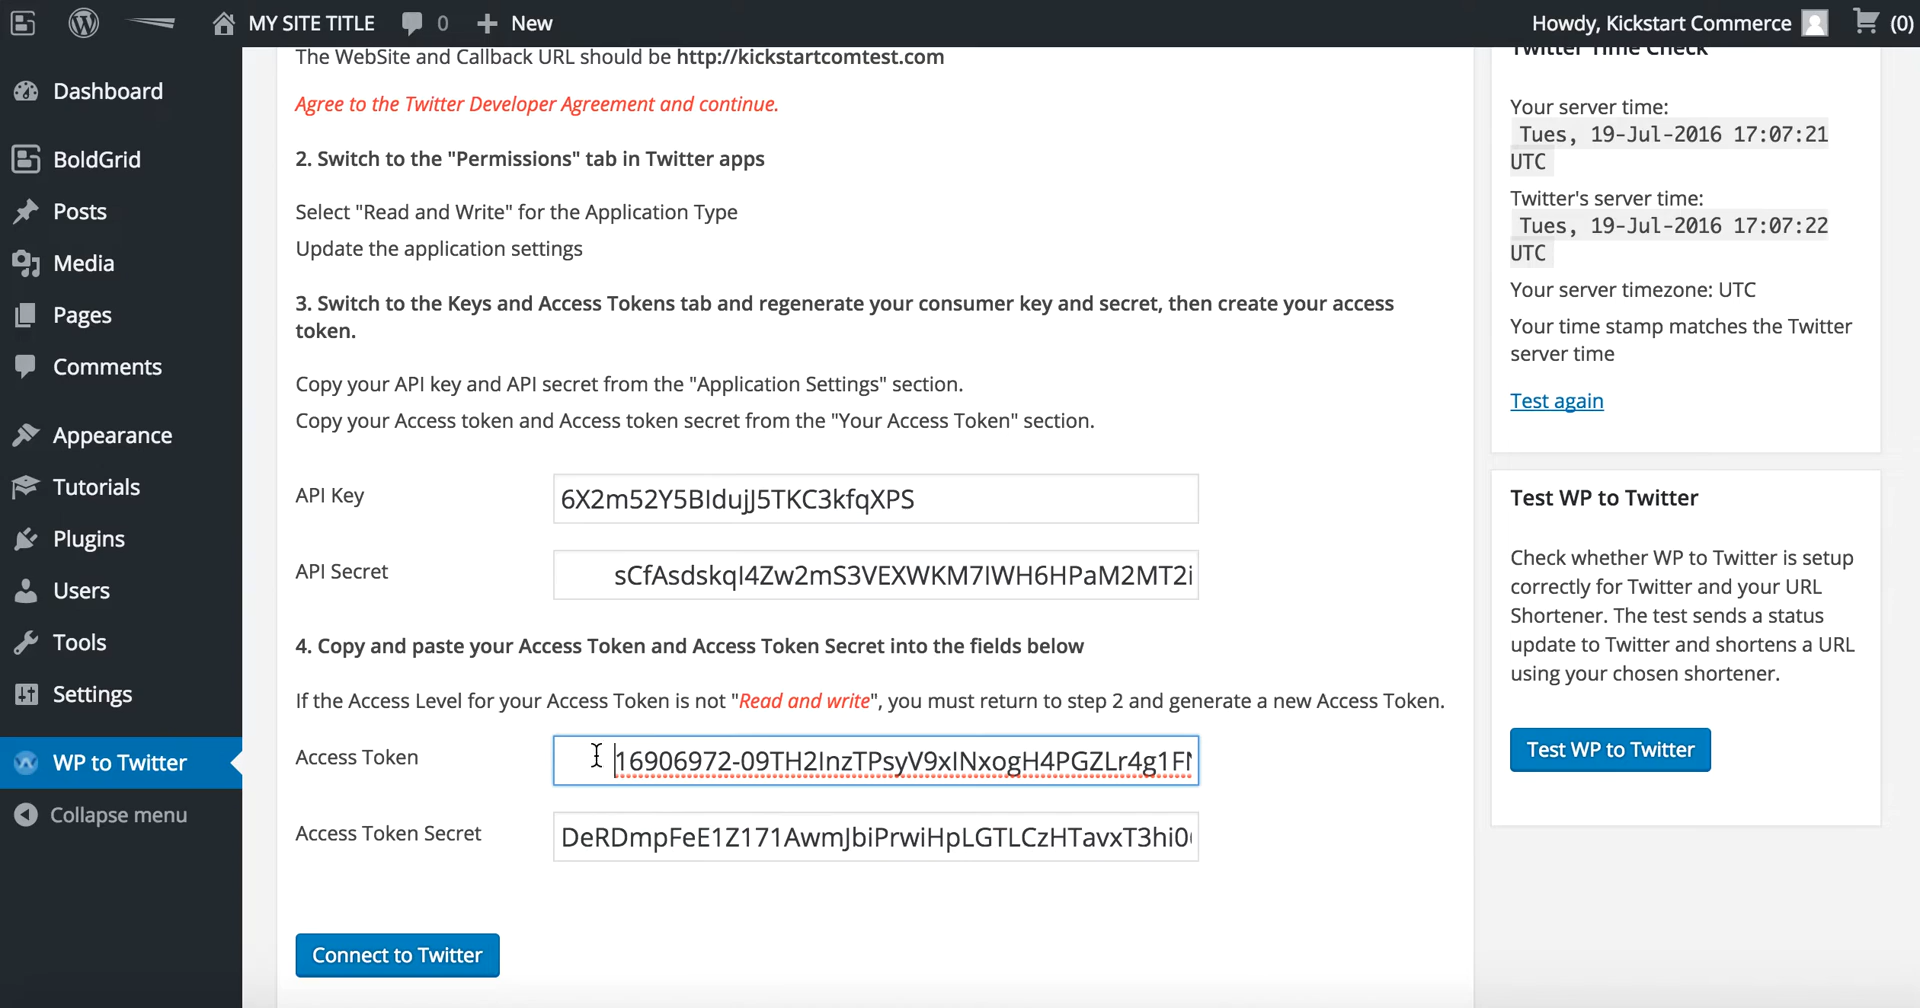 MY SITE TITLE
0
New
Howdy, Kickstart Commerce
(0)
Dashboard
BoldGrid
Posts
Media
Pages
Comments
Appearance
Tutorials
Plugins
Users
Tools
Settings
WP to Twitter
Collapse menu
The WebSite and Callback URL should be http://kickstartcomtest.com
Agree to the Twitter Developer Agreement and continue.
2. Switch to the "Permissions" tab in Twitter apps
Select "Read and Write" for the Application Type
Update the application settings
3. Switch to the Keys and Access Tokens tab and regenerate your consumer key and secret, then create your access
token.
Copy your API key and API secret from the "Application Settings" section.
Copy your Access token and Access token secret from the "Your Access Token" section.
API Key
6X2m52Y5BIdujJ5TKC3kfqXPS
API Secret
sCfAsdskqI4Zw2mS3VEXWKM7IWH6HPaM2MT2i
4. Copy and paste your Access Token and Access Token Secret into the fields below
If the Access Level for your Access Token is not "Read and write", you must return to step 2 and generate a new Access Token.
Access Token
16906972-09TH2InzTPsyV9xINxogH4PGZLr4g1FN
Access Token Secret
DeRDmpFeE1Z171AwmJbiPrwiHpLGTLCzHTavxT3hi0
Connect to Twitter
Twitter Time Check
Your server time:
Tues, 19-Jul-2016 17:07:21
UTC
Twitter's server time:
Tues, 19-Jul-2016 17:07:22
UTC
Your server timezone: UTC
Your time stamp matches the Twitter
server time
Test again
Test WP to Twitter
Check whether WP to Twitter is setup
correctly for Twitter and your URL
Shortener. The test sends a status
update to Twitter and shortens a URL
using your chosen shortener.
Test WP to Twitter